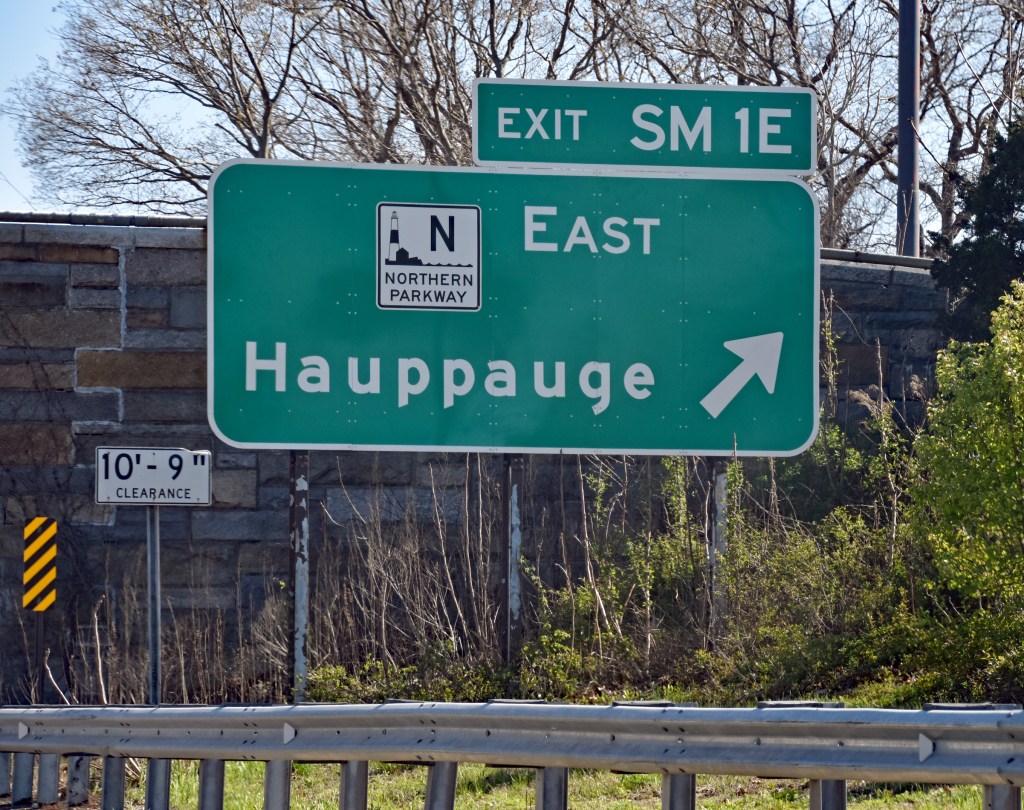 EXIT SM 1E
N EAST
NORTHERN
PARKWAY
Hauppauge
10'-9"
CLEARANCE